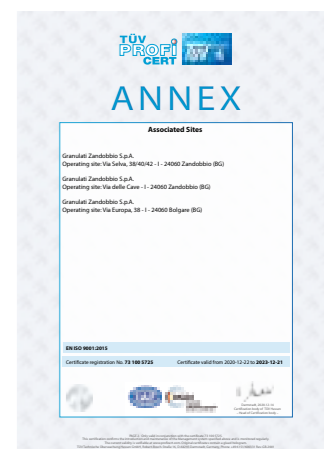 TÜV
PROFi
CERT
ANNEX
Associated Sites
Granulati Zandobbio S.p.A.
Operating site: Via Selva, 38/40/42 - I - 24060 Zandobbio (BG)
Granulati Zandobbio S.p.A.
Operating site: Via delle Cave - I - 24060 Zandobbio (BG)
Granulati Zandobbio S.p.A.
Operating site: Via Europa, 38 - I - 24060 Bolgare (BG)
EN ISO 9001:2015
Certificate registration No. 73 100 5725 Certificate valid from 2020-12-22 to 2023-12-21